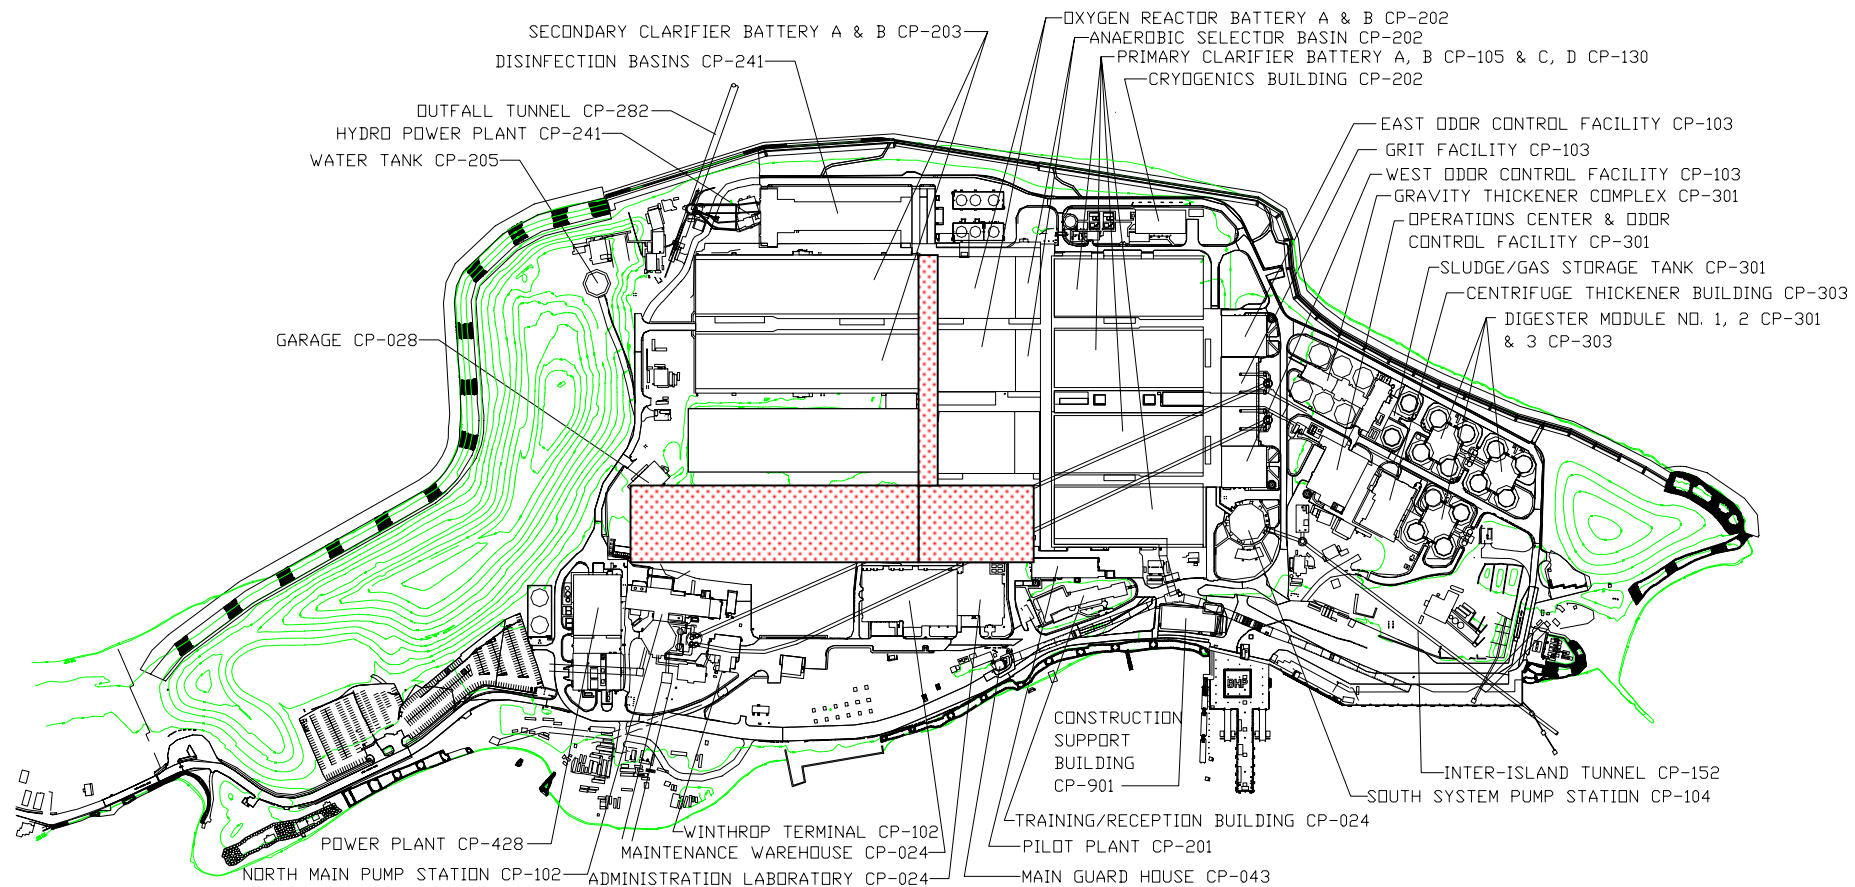 SECONDARY CLARIFIER BATTERY A & B CP-203
DISINFECTION BASINS CP-241
OUTFALL TUNNEL CP-282
HYDRO POWER PLANT CP-241
WATER TANK CP-205
GARAGE CP-028
OXYGEN REACTOR BATTERY A & B CP-202
ANAEROBIC SELECTOR BASIN CP-202
PRIMARY CLARIFIER BATTERY A, B CP-105 & C, D CP-130
CRYOGENICS BUILDING CP-202
EAST ODOR CONTROL FACILITY CP-103
GRIT FACILITY CP-103
WEST ODOR CONTROL FACILITY CP-103
GRAVITY THICKENER COMPLEX CP-301
OPERATIONS CENTER & ODOR
CONTROL FACILITY CP-301
SLUDGE/GAS STORAGE TANK CP-301
CENTRIFUGE THICKENER BUILDING CP-303
DIGESTER MODULE NO. 1, 2 CP-301
& 3 CP-303
BHP
CONSTRUCTION
SUPPORT
BUILDING
CP-901
INTER-ISLAND TUNNEL CP-152
SOUTH SYSTEM PUMP STATION CP-104
TRAINING/RECEPTION BUILDING CP-024
PILOT PLANT CP-201
MAIN GUARD HOUSE CP-043
WINTHROP TERMINAL CP-102
MAINTENANCE WAREHOUSE CP-024
ADMINISTRATION LABORATORY CP-024
POWER PLANT CP-428
NORTH MAIN PUMP STATION CP-102